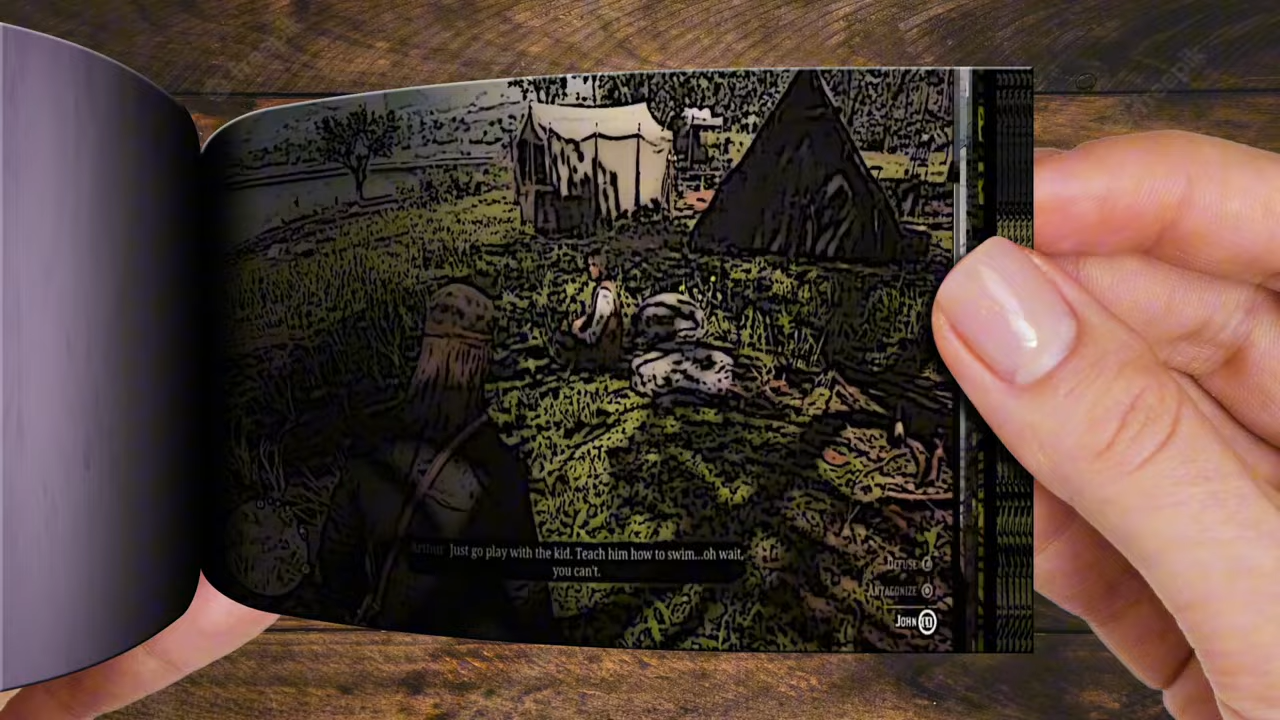 Arthur Just go play with the kid. Teach him how to swim...oh wait,
you can't.
Defuse
Antagonize
John